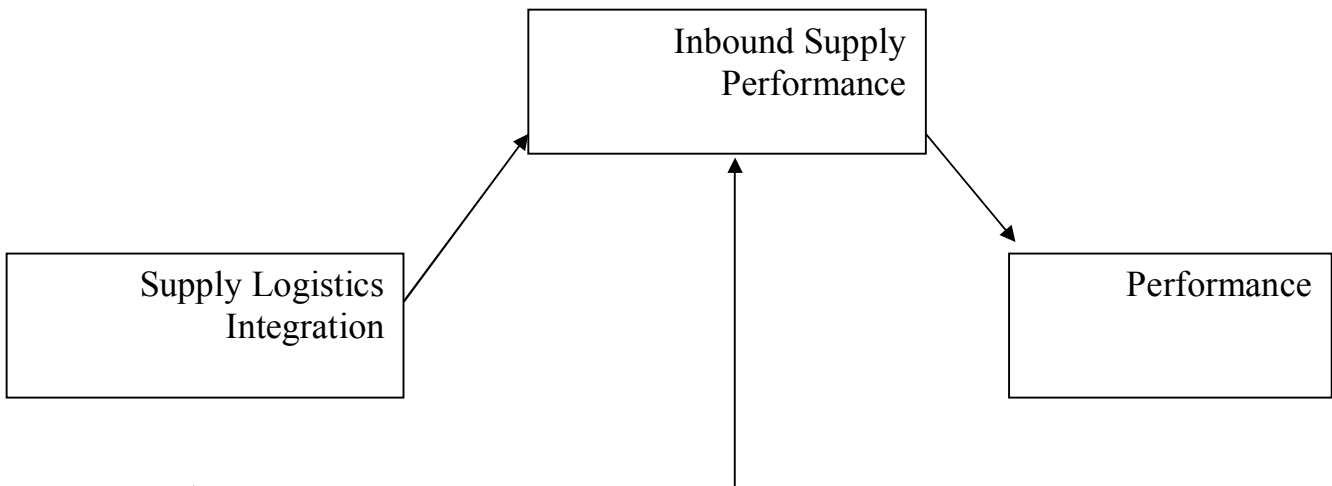 Inbound Supply
Performance
Supply Logistics
Integration
Performance